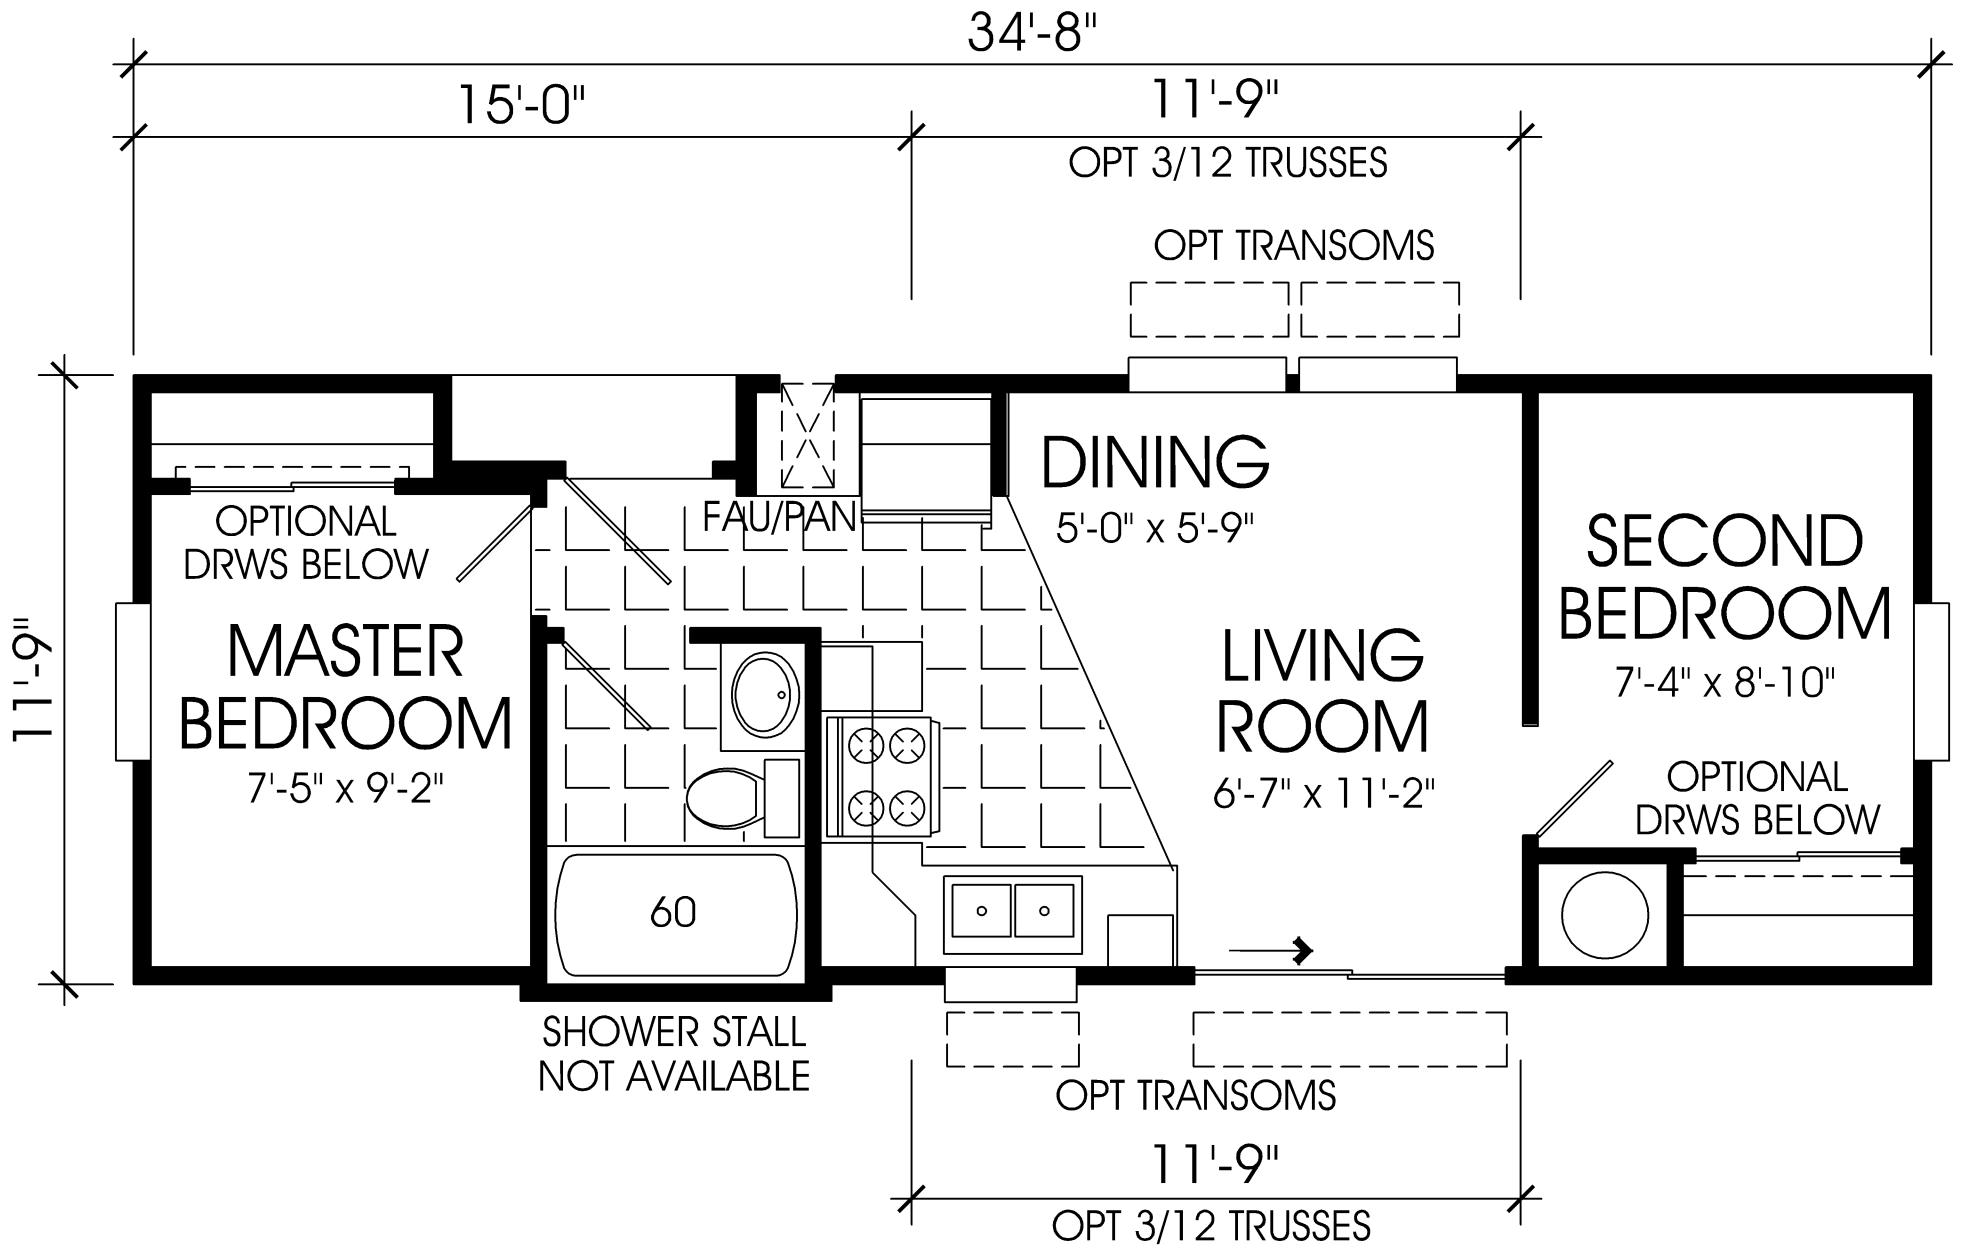 34'-8"
15'-0"
11'-9"
OPT 3/12 TRUSSES
OPT TRANSOMS
11'-9"
OPTIONAL
DRWS BELOW
MASTER
BEDROOM
7'-5" x 9'-2"
FAU/PAN
60
SHOWER STALL
NOT AVAILABLE
DINING
5'-0" x 5'-9"
LIVING
ROOM
6'-7" x 11'-2"
SECOND
BEDROOM
7'-4" x 8'-10"
OPTIONAL
DRWS BELOW
OPT TRANSOMS
11'-9"
OPT 3/12 TRUSSES